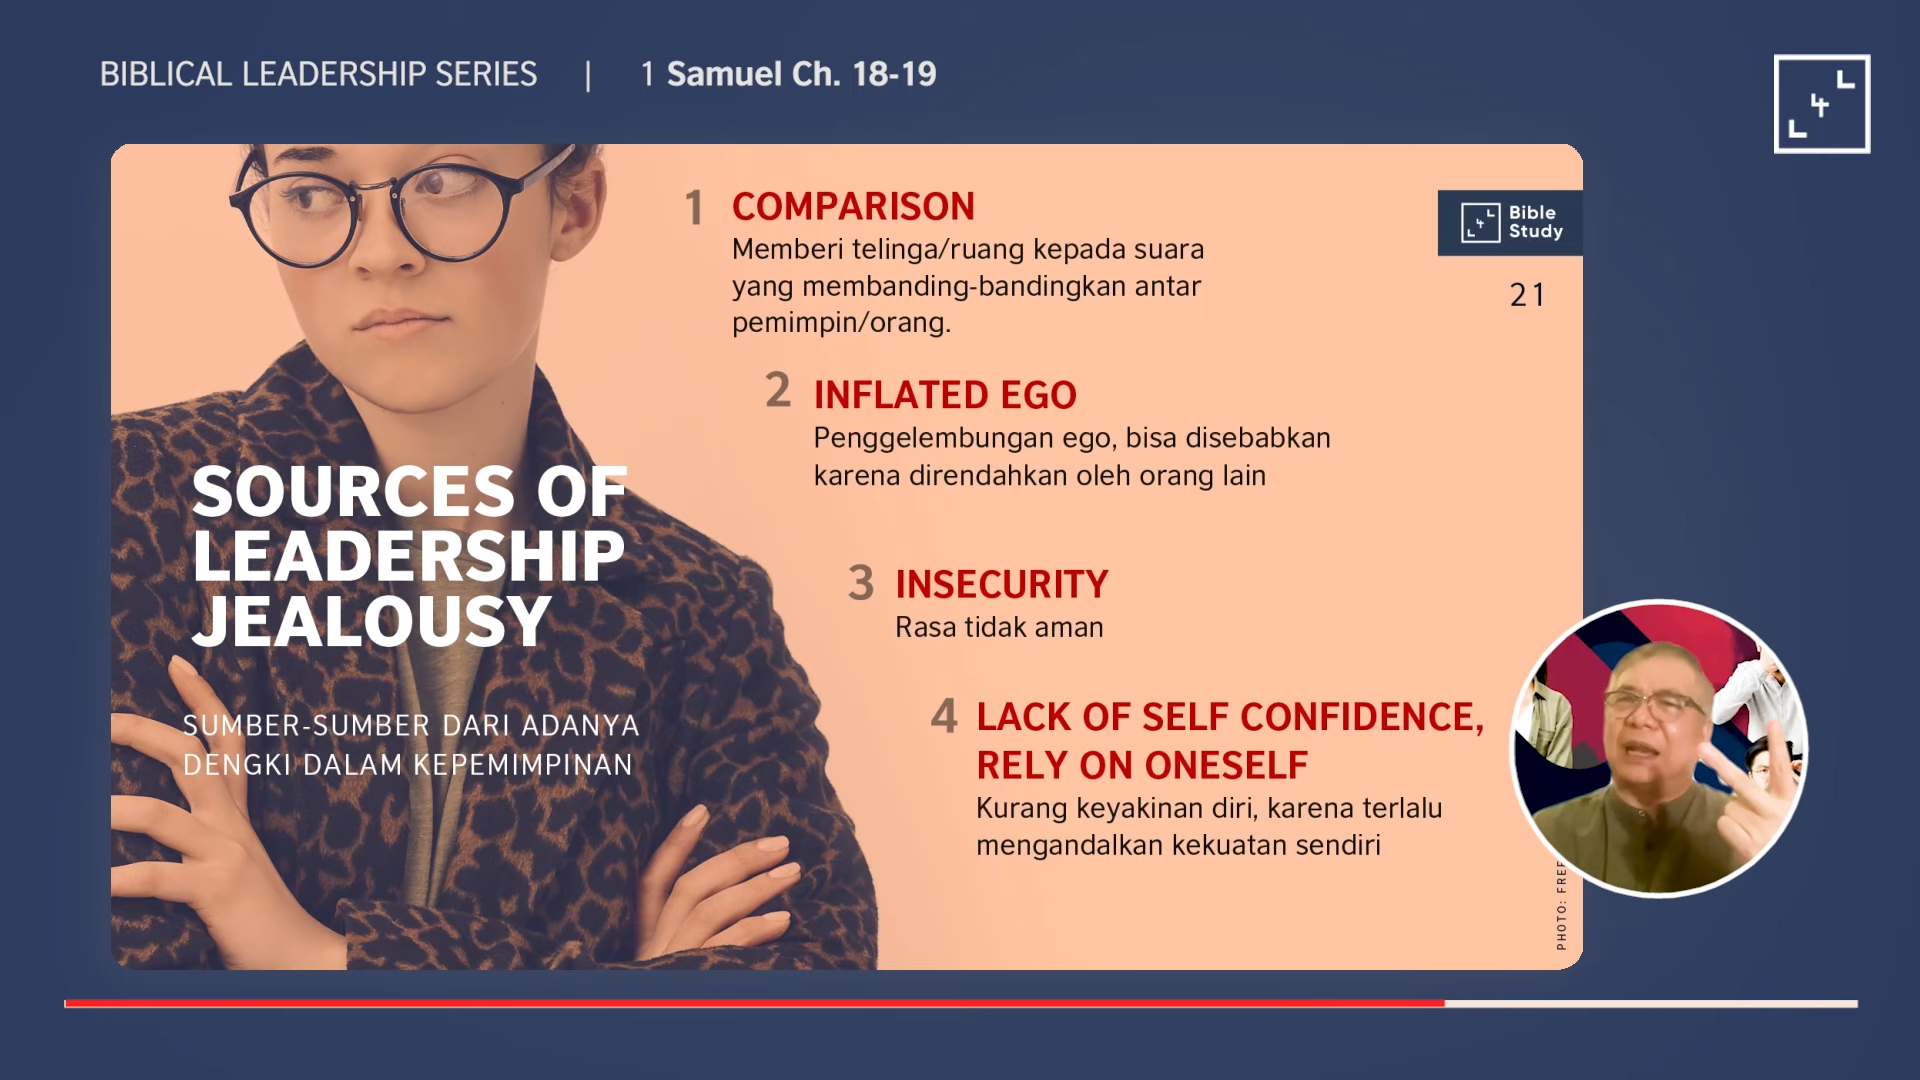 BIBLICAL LEADERSHIP SERIES | 1 Samuel Ch. 18-19
L4L
SOURCES OF
LEADERSHIP
JEALOUSY
SUMBER-SUMBER DARI ADANYA
DENGKI DALAM KEPEMIMPINAN
1 COMPARISON
Memberi telinga/ruang kepada suara
yang membanding-bandingkan antar
pemimpin/orang.
2 INFLATED EGO
Penggelembungan ego, bisa disebabkan
karena direndahkan oleh orang lain
3 INSECURITY
Rasa tidak aman
4 LACK OF SELF CONFIDENCE,
RELY ON ONESELF
Kurang keyakinan diri, karena terlalu
mengandalkan kekuatan sendiri
L4L Bible
Study
21
PHOTO: